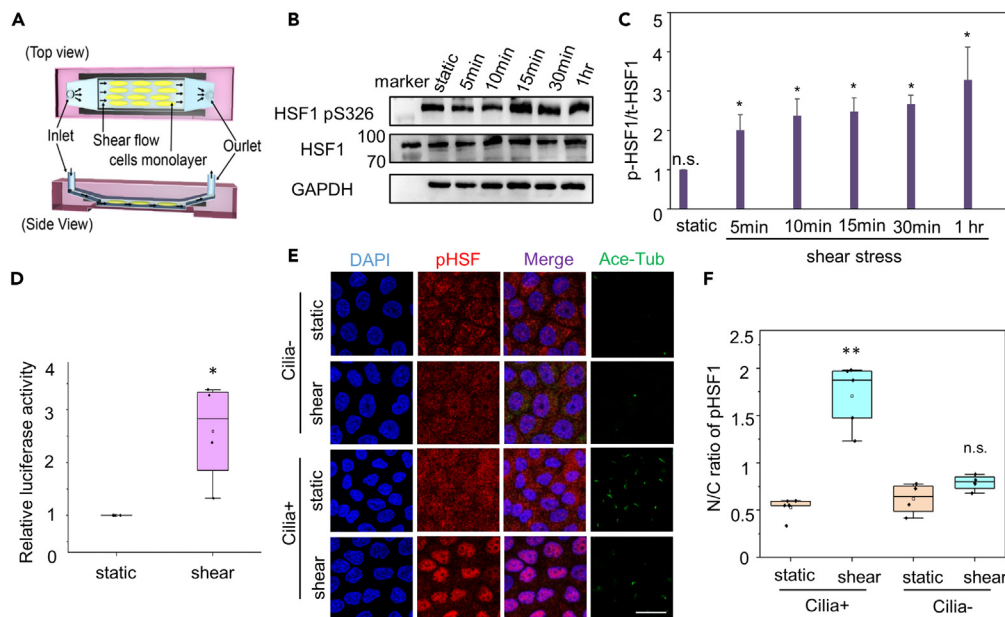 A
(Top view)
Inlet
Shear flow
cells monolayer
Ourlet
(Side View)
B
marker
static
5min
10min
15min
30min
1hr
HSF1 pS326
HSF1
100
70
GAPDH
C
p-HSF1/t-HSF1
5
4
3
2
1
0
n.s.
*
*
*
*
*
static
5min
10min
15min
30min
1 hr
shear stress
D
Relative luciferase activity
4
3
2
1
0
*
static
shear
E
DAPI
pHSF
Merge
Ace-Tub
Cilia-
static
shear
Cilia+
static
shear
F
N/C ratio of pHSF1
2.5
2
1.5
1
0.5
0
**
n.s.
static
shear
static
shear
Cilia+
Cilia-